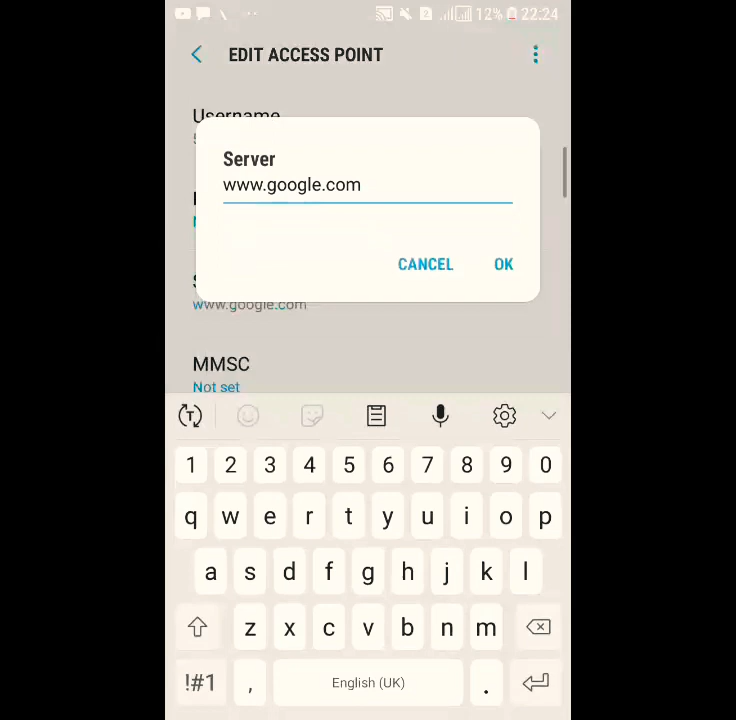 2 12% 22:24
EDIT ACCESS POINT
Username
Server
www.google.com
CANCEL OK
www.google.com
MMSC
Not set
T
1 2 3 4 5 6 7 8 9 0
q w e r t y u i o p
a s d f g h j k l
z x c v b n m
!#1 , English (UK) .